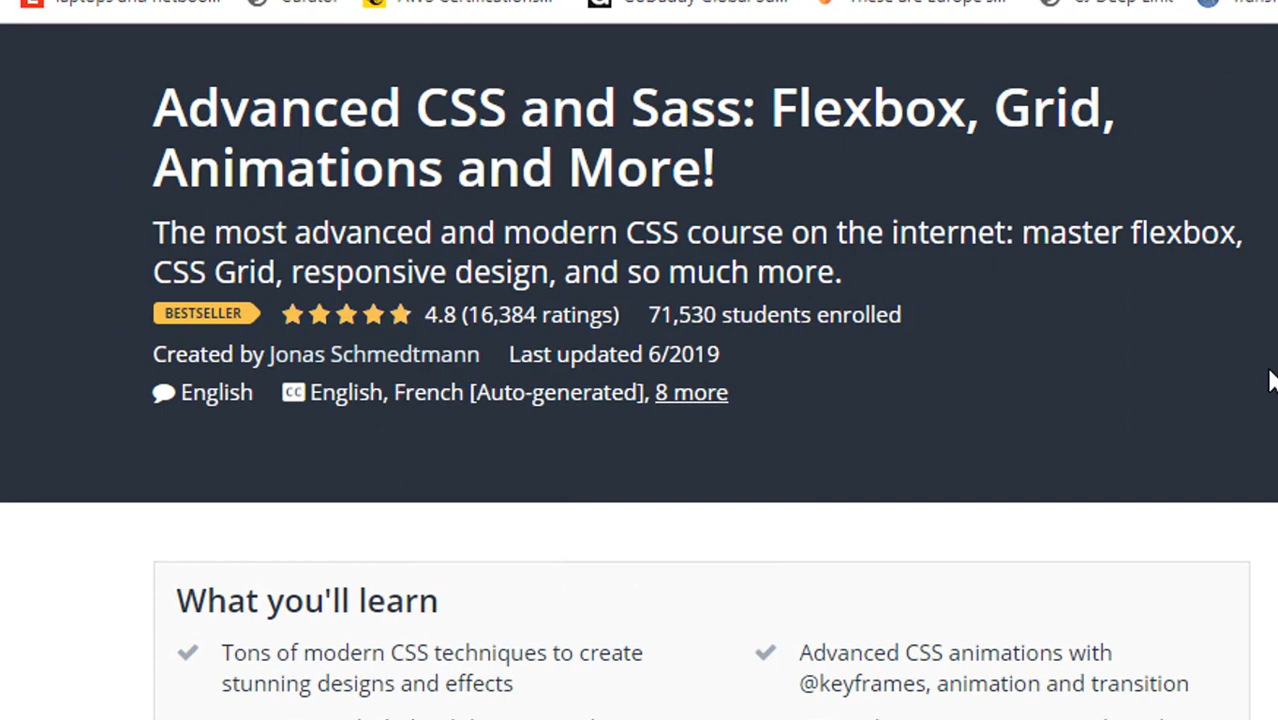 Advanced CSS and Sass: Flexbox, Grid,
Animations and More!
The most advanced and modern CSS course on the internet: master flexbox,
CSS Grid, responsive design, and so much more.
BESTSELLER 4.8 (16,384 ratings) 71,530 students enrolled
Created by Jonas Schmedtmann Last updated 6/2019
English CC English, French [Auto-generated], 8 more
What you'll learn
Tons of modern CSS techniques to create
stunning designs and effects
Advanced CSS animations with
@keyframes, animation and transition